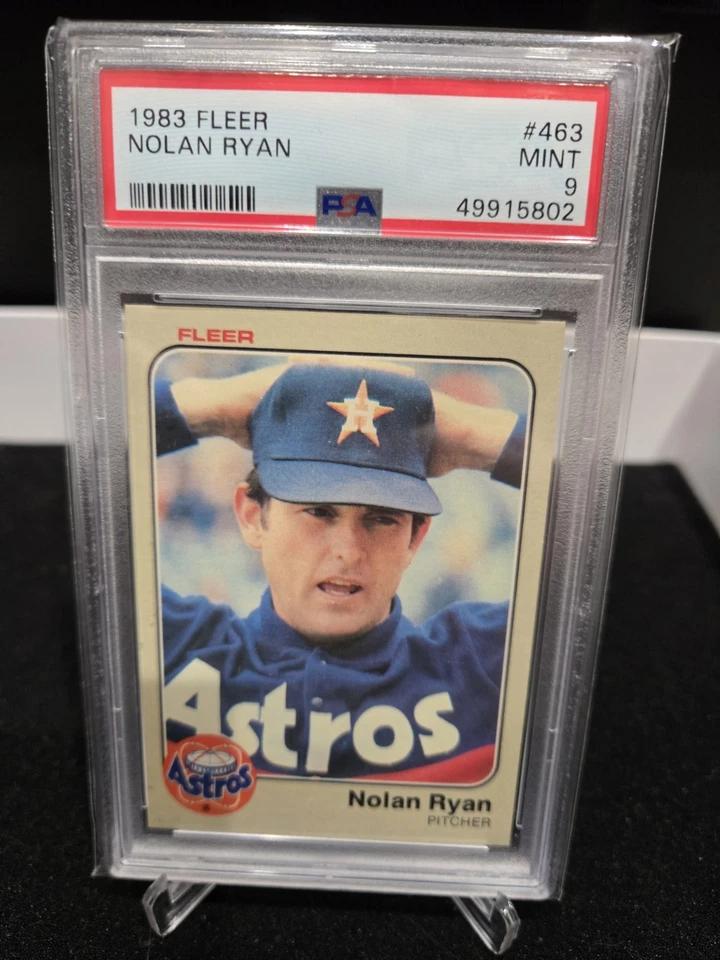 1983 FLEER
NOLAN RYAN
#463
MINT
9
49915802
PSA
FLEER
H
Astros
Astros
Nolan Ryan
PITCHER